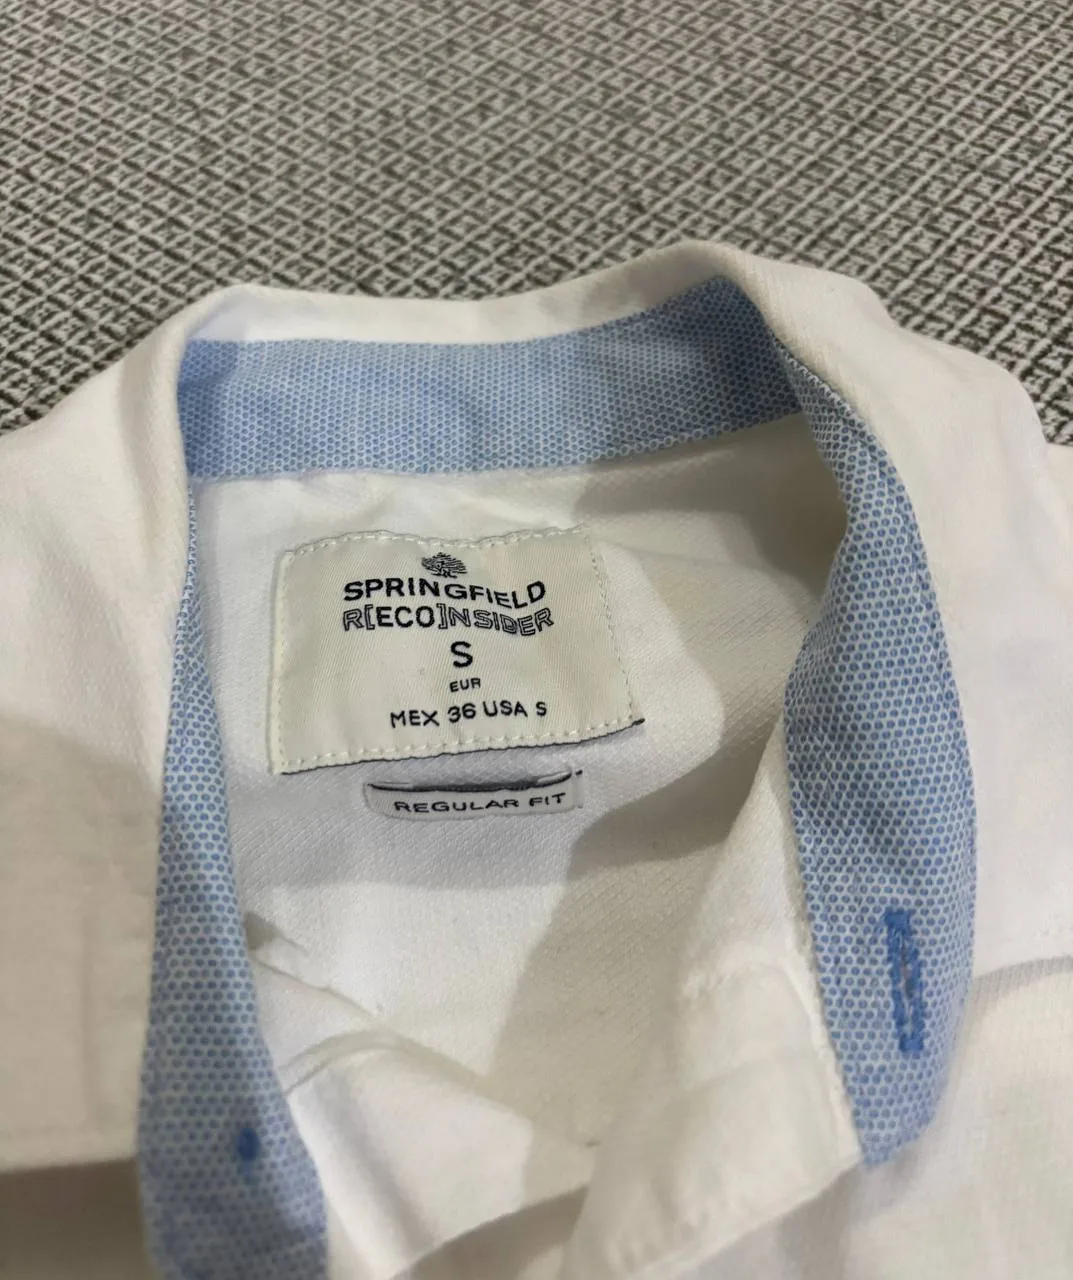 SPRINGFIELD
R[ECO]NSIDER
S
EUR
MEX 36 USA S
REGULAR FIT